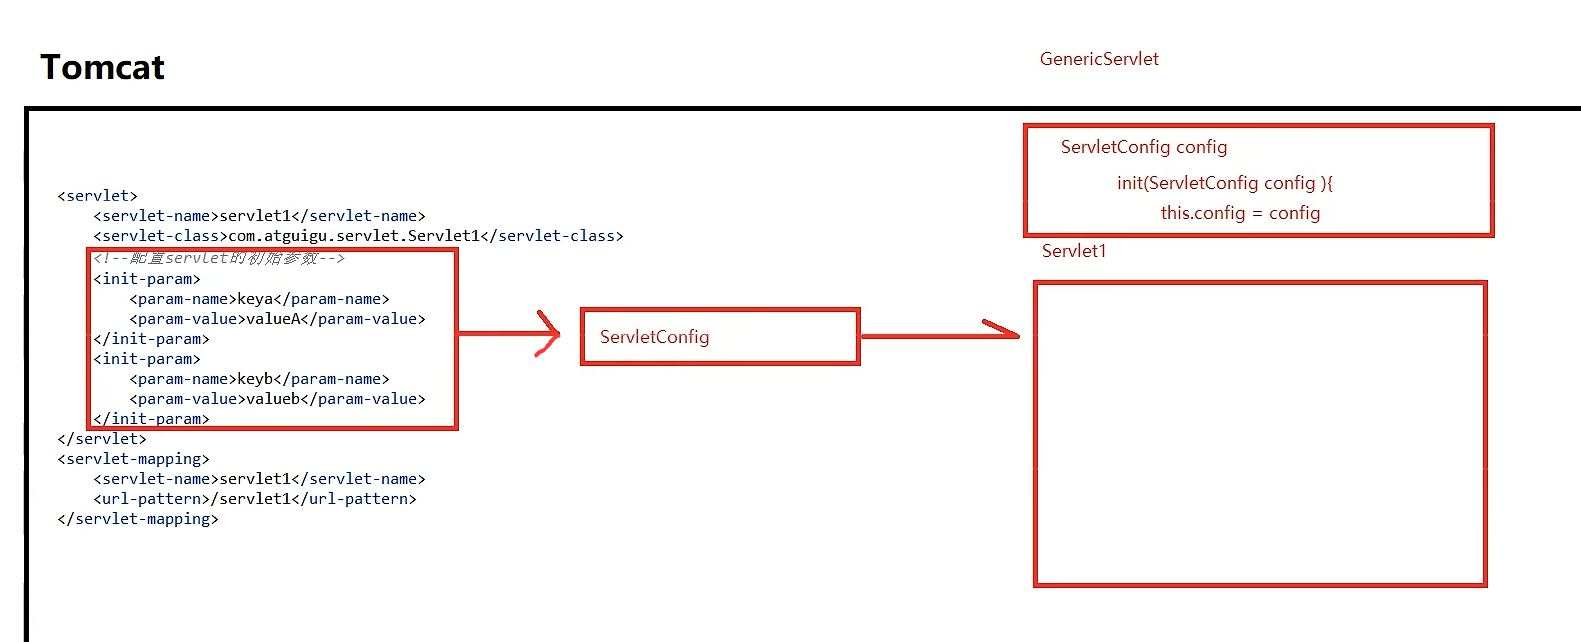 Tomcat
GenericServlet
ServletConfig config
init(ServletConfig config ){
this.config = config
Servlet1
<servlet>
<servlet-name>servlet1</servlet-name>
<servlet-class>com.atguigu.servlet.Servlet1</servlet-class>
<!--配置servlet的初始参数-->
<init-param>
<param-name>keya</param-name>
<param-value>valueA</param-value>
</init-param>
<init-param>
<param-name>keyb</param-name>
<param-value>valueb</param-value>
</init-param>
</servlet>
<servlet-mapping>
<servlet-name>servlet1</servlet-name>
<url-pattern>/servlet1</url-pattern>
</servlet-mapping>
ServletConfig